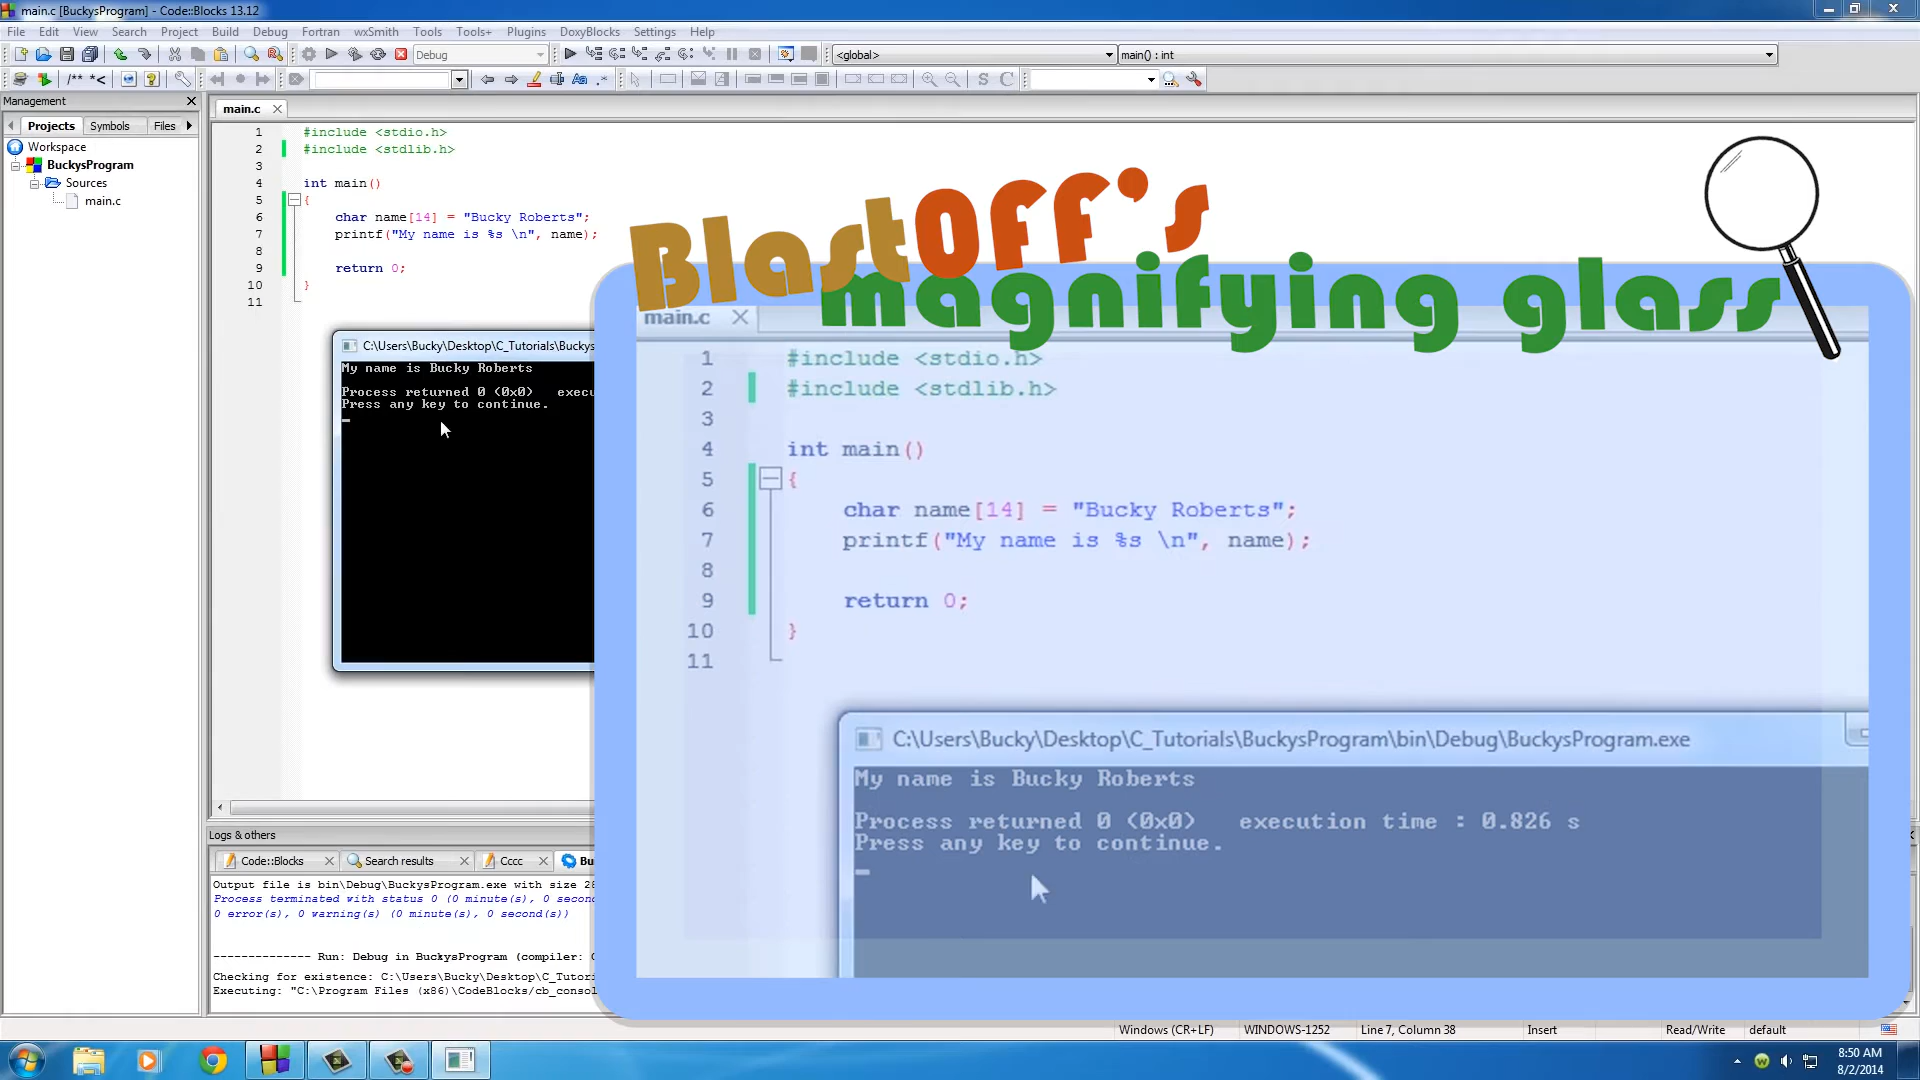 main.c [BuckysProgram] - Code::Blocks 13.12
File Edit View Search Project Build Debug Fortran wxSmith Tools Tools+ Plugins DoxyBlocks Settings Help
Debug
<global>
main() : int
/** *<
Aa .*
S C
Management
Projects Symbols Files
Workspace
BuckysProgram
Sources
main.c
main.c
1 #include <stdio.h>
2 #include <stdlib.h>
3
4 int main()
5 {
6 char name[14] = "Bucky Roberts";
7 printf("My name is %s \n", name);
8
9 return 0;
10 }
11
C:\Users\Bucky\Desktop\C_Tutorials\Buckys
My name is Bucky Roberts
Process returned 0 (0x0) execu
Press any key to continue.
BlastOFF's
magnifying glass
main.c
1 #include <stdio.h>
2 #include <stdlib.h>
3
4 int main()
5 {
6 char name[14] = "Bucky Roberts";
7 printf("My name is %s \n", name);
8
9 return 0;
10 }
11
C:\Users\Bucky\Desktop\C_Tutorials\BuckysProgram\bin\Debug\BuckysProgram.exe
My name is Bucky Roberts
Process returned 0 (0x0) execution time : 0.826 s
Press any key to continue.
Logs & others
Code::Blocks Search results Cccc Bu
Output file is bin\Debug\BuckysProgram.exe with size 28
Process terminated with status 0 (0 minute(s), 0 second
0 error(s), 0 warning(s) (0 minute(s), 0 second(s))
-------------- Run: Debug in BuckysProgram (compiler: G
Checking for existence: C:\Users\Bucky\Desktop\C_Tutori
Executing: "C:\Program Files (x86)\CodeBlocks/cb_consol
Windows (CR+LF) WINDOWS-1252 Line 7, Column 38 Insert Read/Write default
8:50 AM
8/2/2014